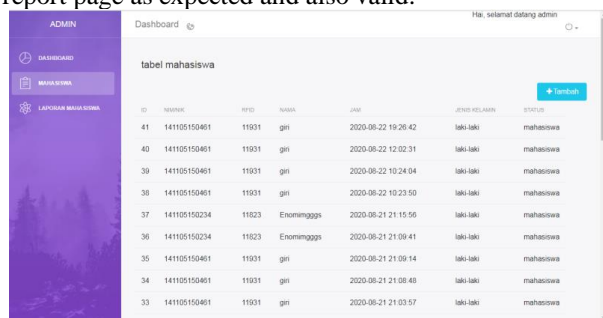 report page as expected and also valid.
ADMIN
Dashboard
Hai, selamat datang admin
DASHBOARD
MAHASISWA
LAPORAN MAHASISWA
tabel mahasiswa
+Tambah
ID NIM/NIK RFID NAMA JAM JENIS KELAMIN STATUS
41 141105150461 11931 giri 2020-08-22 19:26:42 laki-laki mahasiswa
40 141105150461 11931 giri 2020-08-22 12:02:31 laki-laki mahasiswa
39 141105150461 11931 giri 2020-08-22 10:24:04 laki-laki mahasiswa
38 141105150461 11931 giri 2020-08-22 10:23:50 laki-laki mahasiswa
37 141105150234 11823 Enomimgggs 2020-08-21 21:15:56 laki-laki mahasiswa
36 141105150234 11823 Enomimgggs 2020-08-21 21:09:41 laki-laki mahasiswa
35 141105150461 11931 giri 2020-08-21 21:09:14 laki-laki mahasiswa
34 141105150461 11931 giri 2020-08-21 21:08:48 laki-laki mahasiswa
33 141105150461 11931 giri 2020-08-21 21:03:57 laki-laki mahasiswa